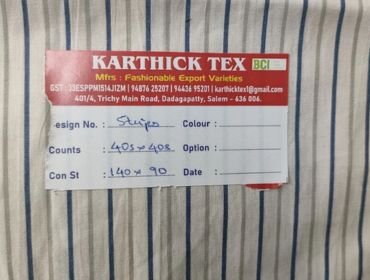 KARTHICK TEX BCI
Mfrs : Fashionable Export Varieties
GST : 33ESPPM1514J1ZM | 94876 25207 | 94436 95201 | karthicktex1@gmail.com
401/4, Trichy Main Road, Dadagapatty, Salem - 636 006.
esign No. : Stripes Colour :
Counts : 40s x 40s Option :
Con St : 140 x 90 Date :